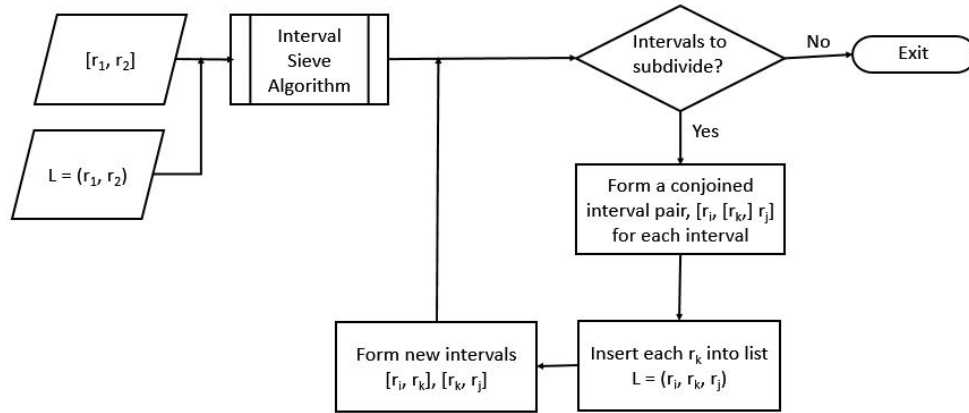 [r₁, r₂]
L = (r₁, r₂)
Interval
Sieve
Algorithm
Intervals to
subdivide?
No
Exit
Yes
Form a conjoined
interval pair, [rᵢ, [rₖ,] rⱼ]
for each interval
Insert each rₖ into list
L = (rᵢ, rₖ, rⱼ)
Form new intervals
[rᵢ, rₖ], [rₖ, rⱼ]